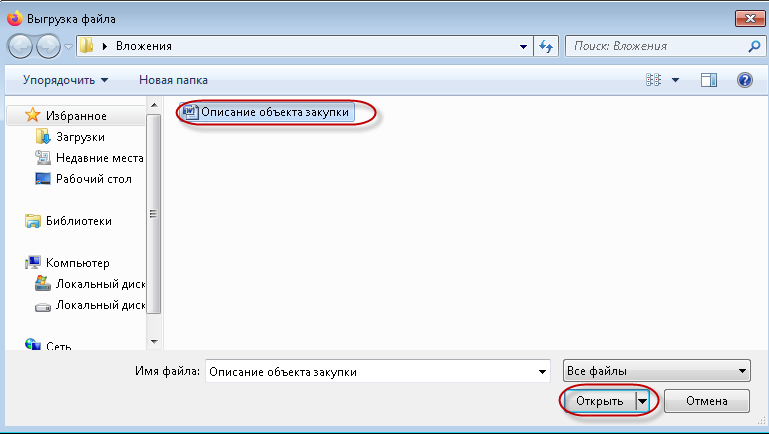 Выгрузка файла
Вложения
Поиск: Вложения
Упорядочить
Новая папка
Избранное
Описание объекта закупки
Загрузки
Недавние места
Рабочий стол
Библиотеки
Компьютер
Локальный диск
Локальный диск
Сеть
Имя файла: Описание объекта закупки
Все файлы
Открыть
Отмена